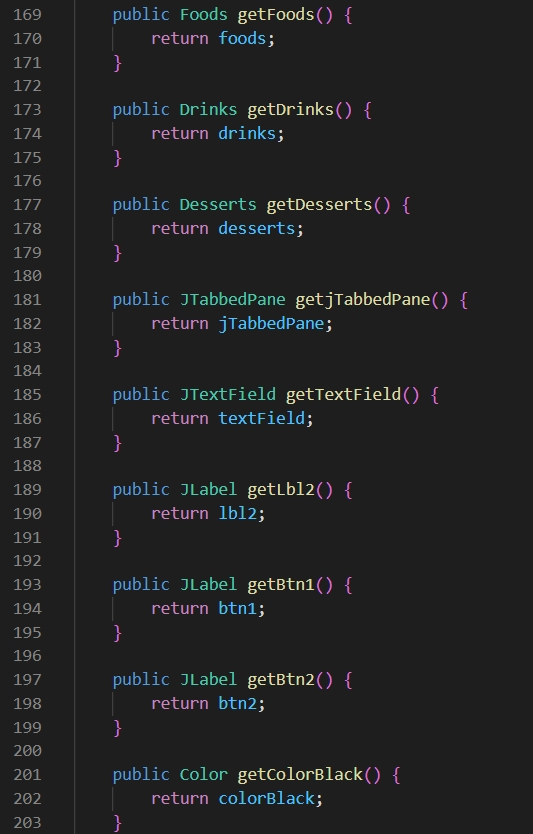 169 public Foods getFoods() {
170 return foods;
171 }
172
173 public Drinks getDrinks() {
174 return drinks;
175 }
176
177 public Desserts getDesserts() {
178 return desserts;
179 }
180
181 public JTabbedPane getjTabbedPane() {
182 return jTabbedPane;
183 }
184
185 public JTextField getTextField() {
186 return textField;
187 }
188
189 public JLabel getLbl2() {
190 return lbl2;
191 }
192
193 public JLabel getBtn1() {
194 return btn1;
195 }
196
197 public JLabel getBtn2() {
198 return btn2;
199 }
200
201 public Color getColorBlack() {
202 return colorBlack;
203 }